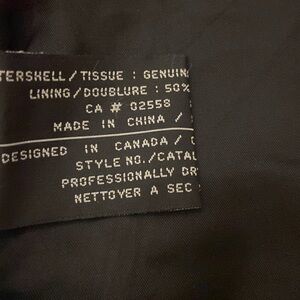 TERSHELL/TISSUE : GENUIN
LINING/DOUBLURE : 50%
CA # 02558
MADE IN CHINA /
DESIGNED IN CANADA /
STYLE NO./CATAL
PROFESSIONALLY DR
NETTOYER A SEC